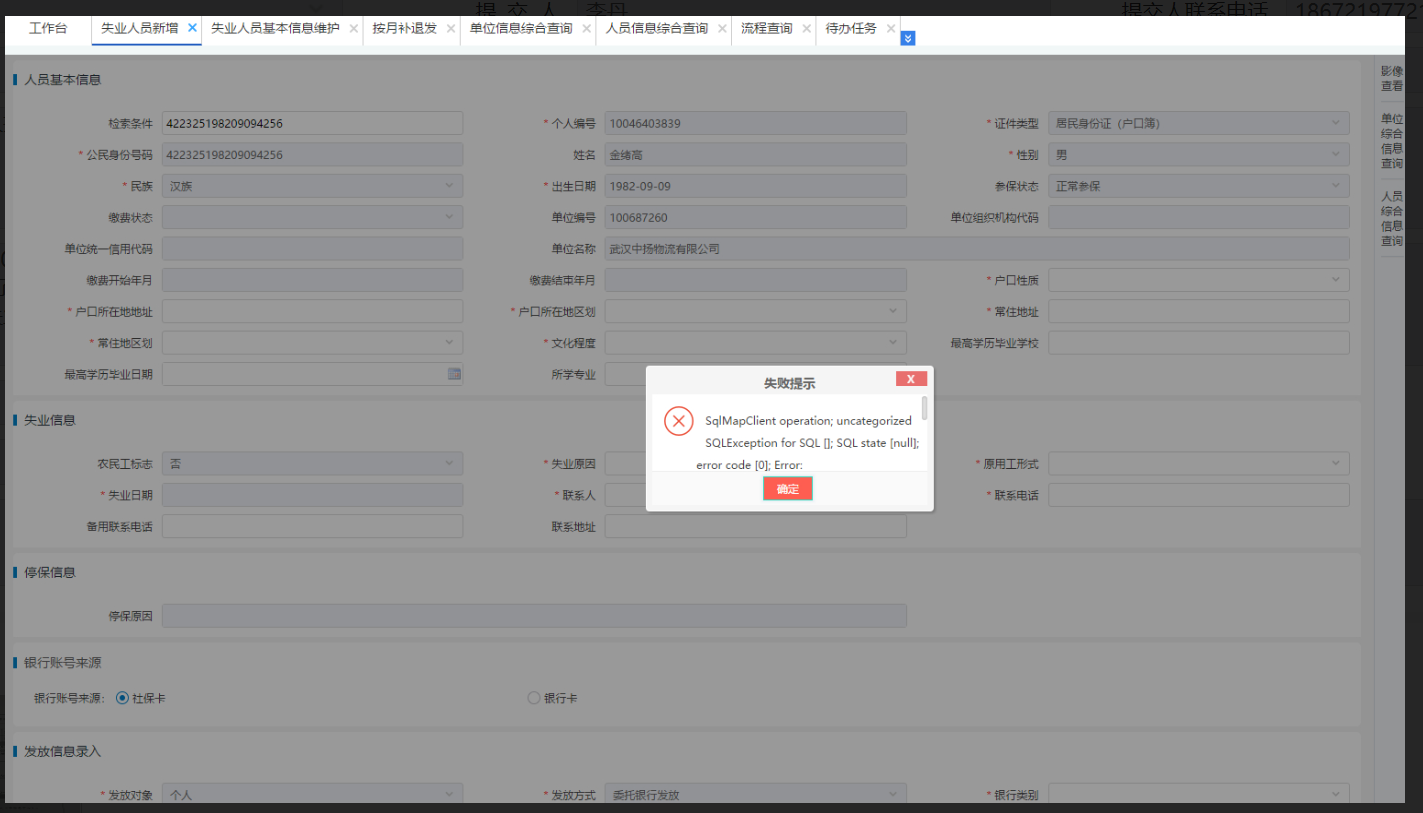 提 交 人 李丹 提交人联系电话 18672197772
工作台 失业人员新增 失业人员基本信息维护 按月补退发 单位信息综合查询 人员信息综合查询 流程查询 待办任务
人员基本信息
检索条件 422325198209094256 * 个人编号 10046403839 * 证件类型 居民身份证（户口簿）
* 公民身份号码 422325198209094256 姓名 金绪高 * 性别 男
* 民族 汉族 * 出生日期 1982-09-09 参保状态 正常参保
缴费状态 单位编号 100687260 单位组织机构代码
单位统一信用代码 单位名称 武汉中扬物流有限公司
缴费开始年月 缴费结束年月 * 户口性质
* 户口所在地地址 * 户口所在地区划 * 常住地址
* 常住地区划 * 文化程度 最高学历毕业学校
最高学历毕业日期 所学专业
失业信息
农民工标志 否 * 失业原因 * 原用工形式
* 失业日期 * 联系人 * 联系电话
备用联系电话 联系地址
停保信息
停保原因
银行账号来源
银行账号来源: 社保卡 银行卡
发放信息录入
* 发放对象 个人 * 发放方式 委托银行发放 * 银行类别
影像
查看
单位
综合
信息
查询
人员
综合
信息
查询
失败提示 X
SqlMapClient operation; uncategorized
SQLException for SQL []; SQL state [null];
error code [0]; Error:
确定